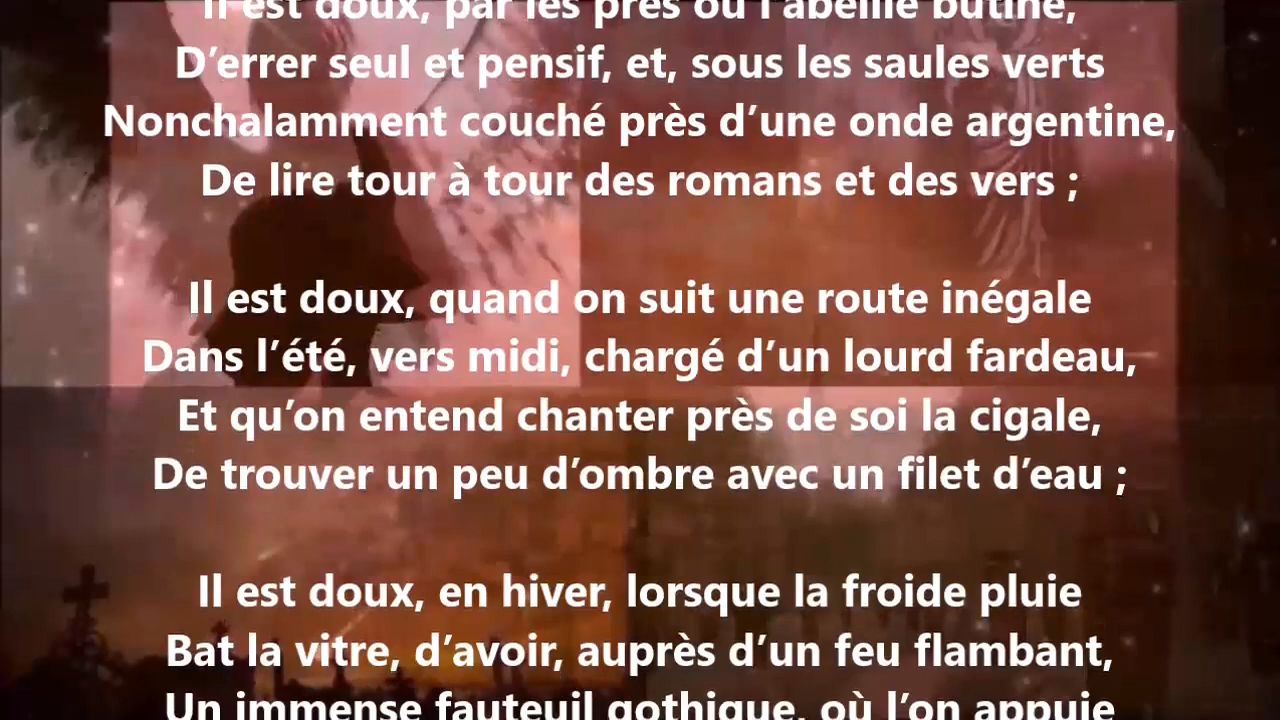 Il est doux, par les prés où l’abeille butine,
D’errer seul et pensif, et, sous les saules verts
Nonchalamment couché près d’une onde argentine,
De lire tour à tour des romans et des vers ;
Il est doux, quand on suit une route inégale
Dans l’été, vers midi, chargé d’un lourd fardeau,
Et qu’on entend chanter près de soi la cigale,
De trouver un peu d’ombre avec un filet d’eau ;
Il est doux, en hiver, lorsque la froide pluie
Bat la vitre, d’avoir, auprès d’un feu flambant,
Un immense fauteuil gothique, où l’on appuie